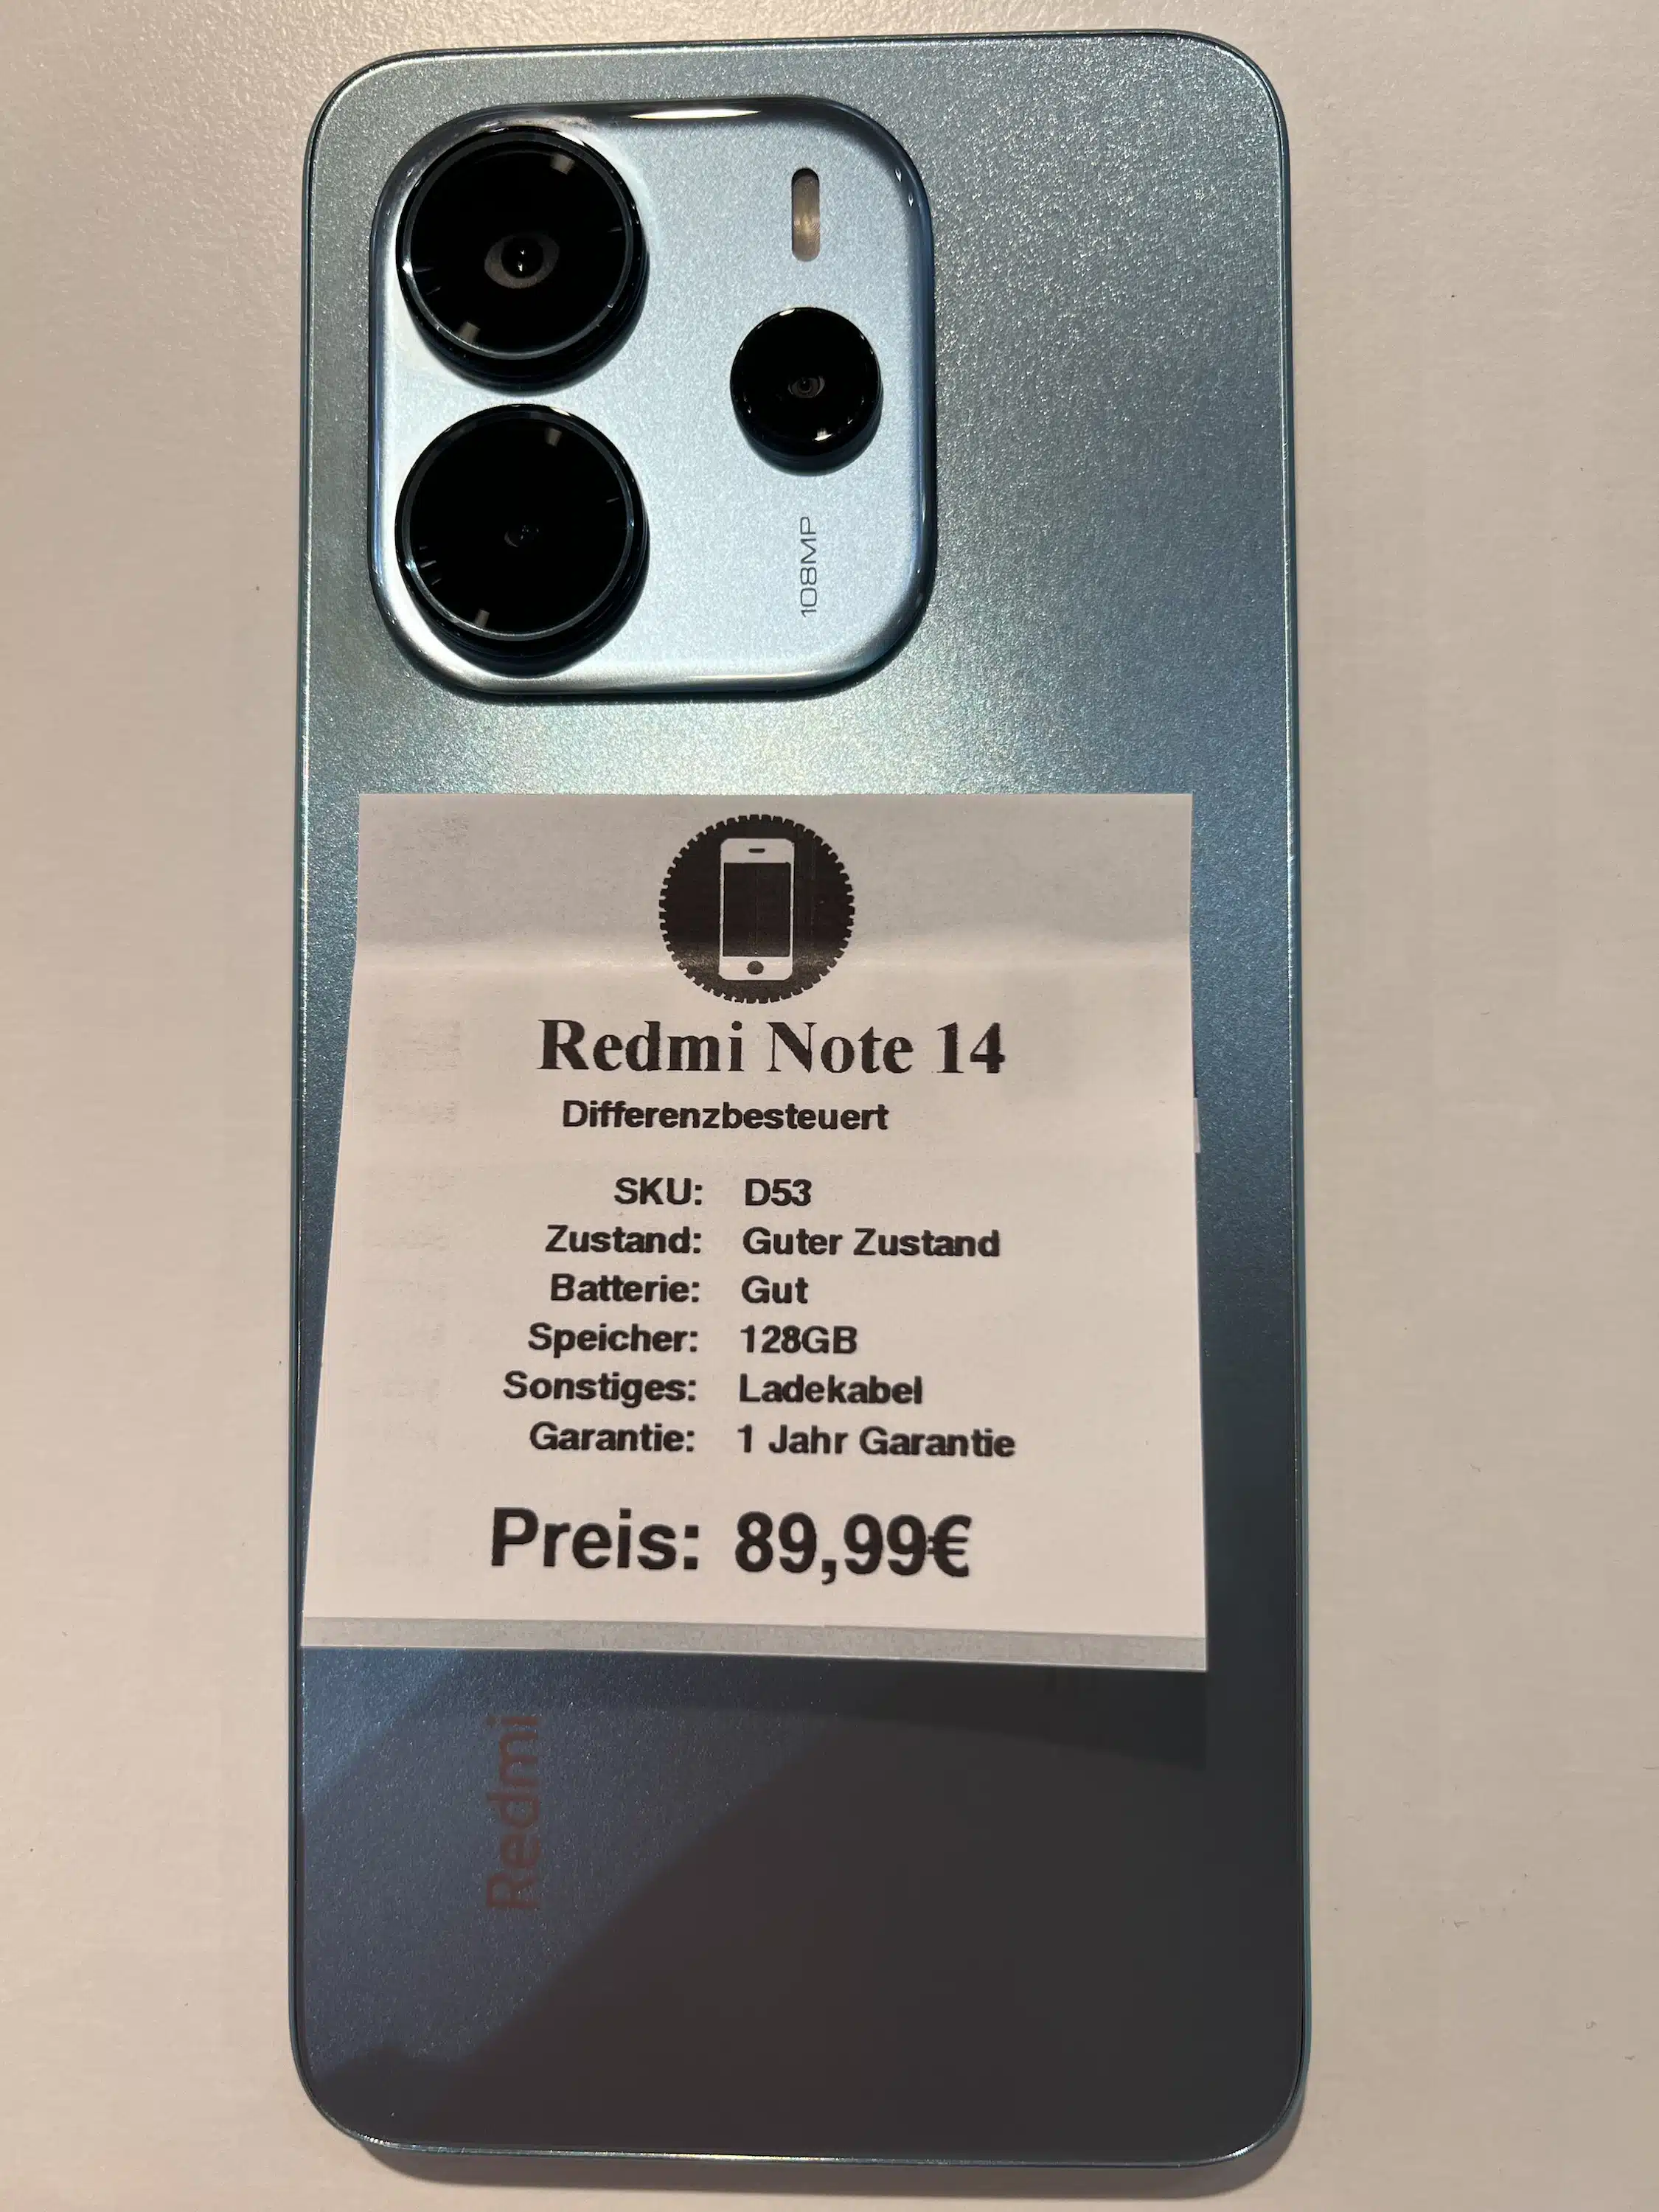 108MP
Redmi Note 14
Differenzbesteuert
SKU: D53
Zustand: Guter Zustand
Batterie: Gut
Speicher: 128GB
Sonstiges: Ladekabel
Garantie: 1 Jahr Garantie
Preis: 89,99€
Redmi